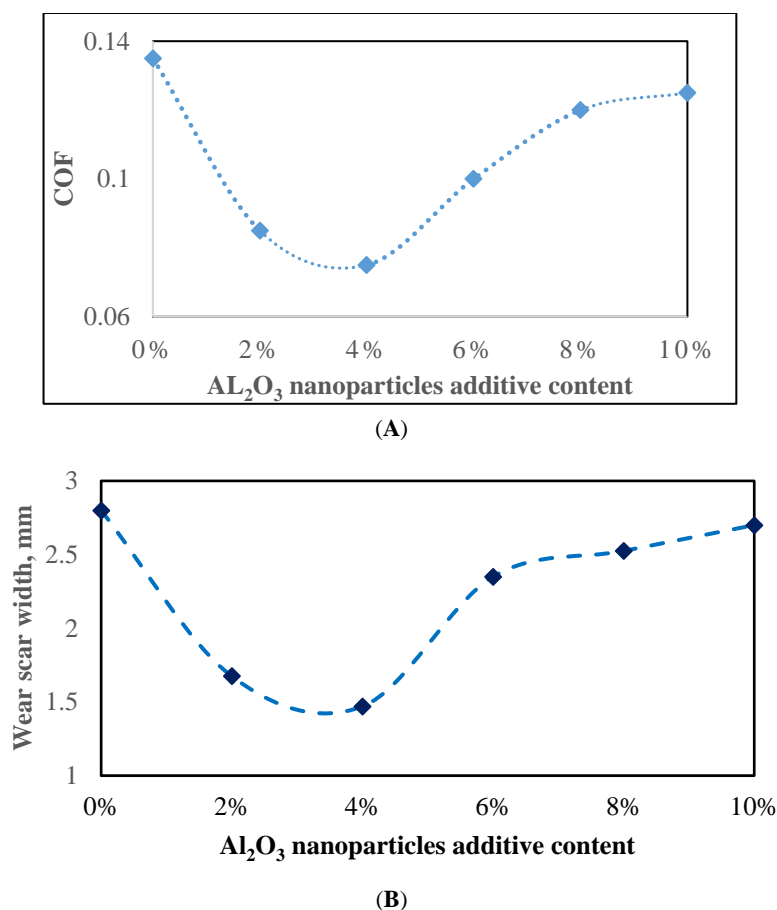 0.14
0.1
0.06
COF
0% 2% 4% 6% 8% 10%
AL₂O₃ nanoparticles additive content
(A)
3
2.5
2
1.5
1
Wear scar width, mm
0% 2% 4% 6% 8% 10%
Al₂O₃ nanoparticles additive content
(B)